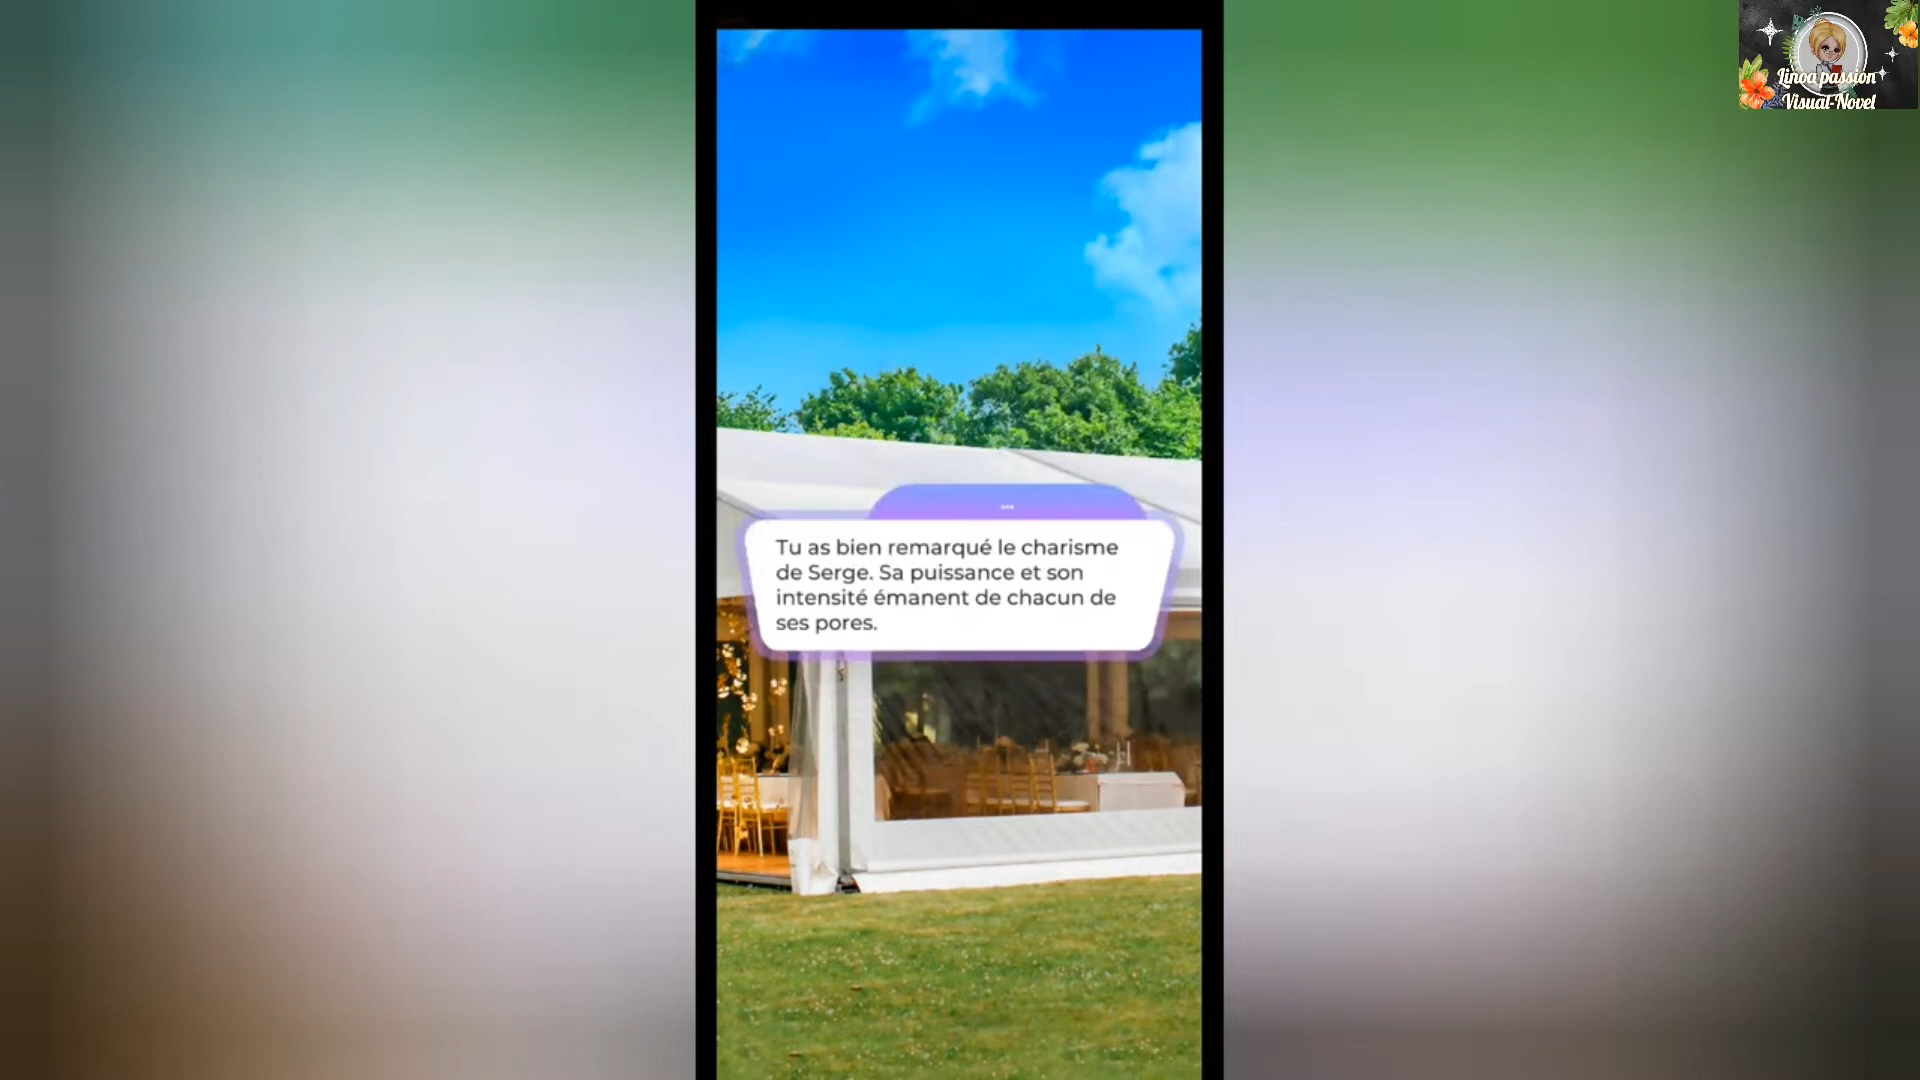 Linoa passion
Visual-Novel
...
Tu as bien remarqué le charisme
de Serge. Sa puissance et son
intensité émanent de chacun de
ses pores.